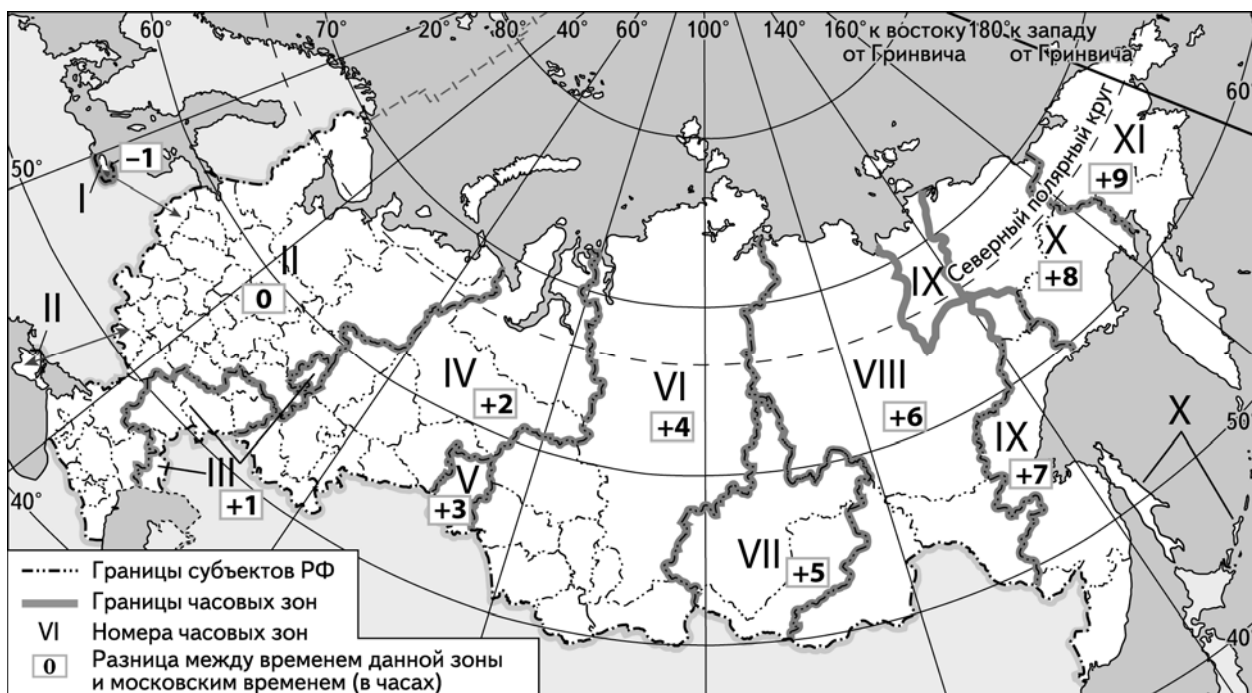 60° 70° 20° 40° 60° 100° 140° 160° к востоку от Гринвича 180° к западу от Гринвича
60°
50°
–1
I
Северный полярный круг
XI
+9
X
+8
IX
II
0
II
IV
+2
VI
+4
VIII
+6
X
50°
IX
+7
V
+3
III
+1
40°
VII
+5
40°
Границы субъектов РФ
Границы часовых зон
VI Номера часовых зон
0 Разница между временем данной зоны
и московским временем (в часах)